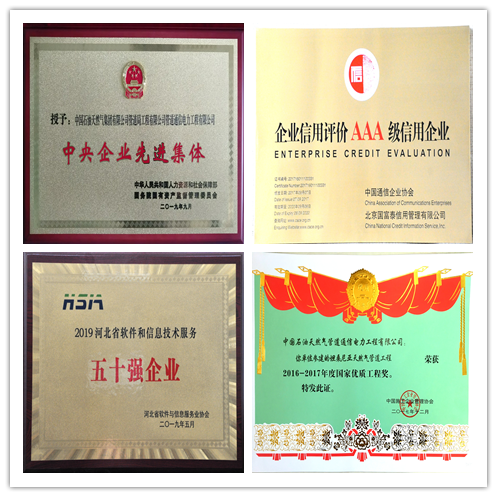 授予：中国石油天然气集团有限公司管道局工程有限公司管道通信电力工程有限公司
中央企业先进集体
中华人民共和国人力资源和社会保障部
国务院国有资产监督管理委员会
二〇一九年九月
信
企业信用评价AAA级信用企业
ENTERPRISE CREDIT EVALUATION
中国通信企业协会
China Association of Communications Enterprises
北京国富泰信用管理有限公司
China National Credit Information Service, Inc.
HSIA
2019河北省软件和信息技术服务
五十强企业
河北省软件与信息服务业协会
二〇一九年五月
中国石油天然气管道通信电力工程有限公司：
你单位参建的坦桑尼亚天然气管道工程
荣获
2016-2017年度国家优质工程奖。
特发此证。
二〇一七年十二月